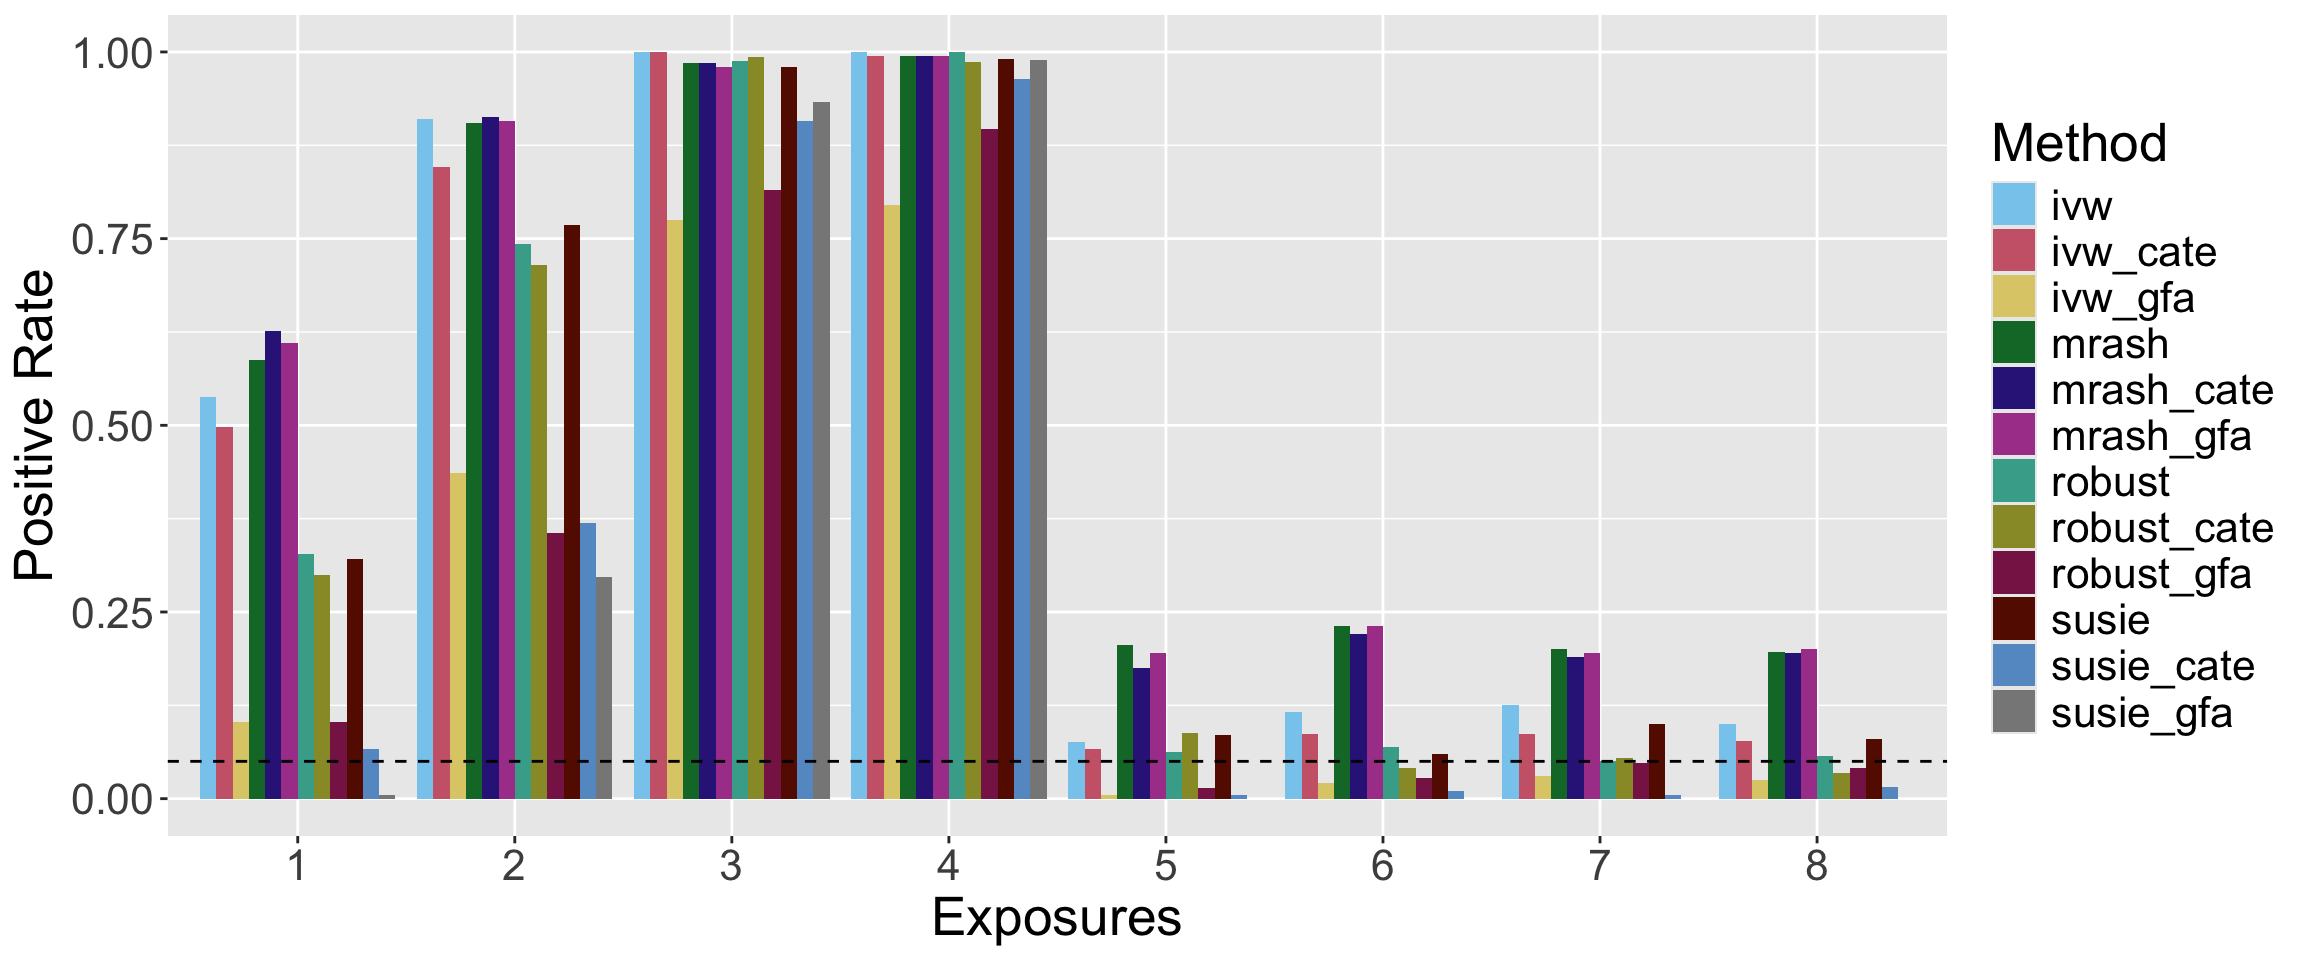 Positive Rate
1.00
0.75
0.50
0.25
0.00
1 2 3 4 5 6 7 8
Exposures
Method
ivw
ivw_cate
ivw_gfa
mrash
mrash_cate
mrash_gfa
robust
robust_cate
robust_gfa
susie
susie_cate
susie_gfa